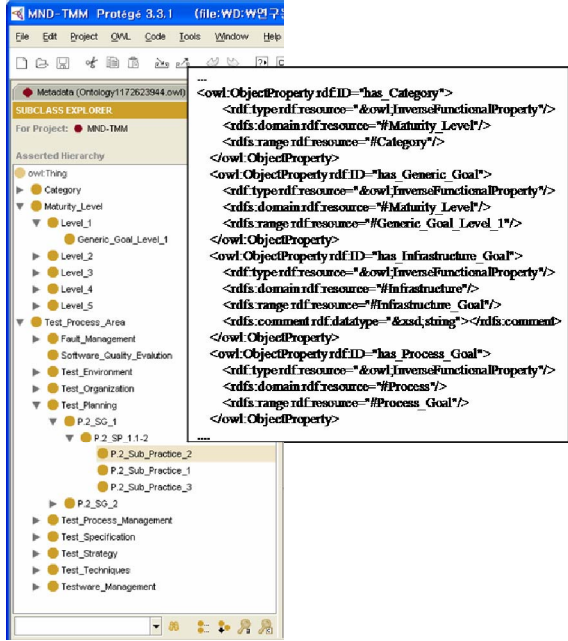 MND-TMM Protégé 3.3.1 (file:₩D:₩연구
File Edit Project OWL Code Tools Window Help
Metadata (Ontology1172623944.owl)
SUBCLASS EXPLORER
For Project: MND-TMM
Asserted Hierarchy
owl:Thing
Category
Maturity_Level
Level_1
Generic_Goal_Level_1
Level_2
Level_3
Level_4
Level_5
Test_Process_Area
Fault_Management
Software_Quality_Evalution
Test_Environment
Test_Organization
Test_Planning
P.2_SG_1
P.2_SP_1.1-2
P.2_Sub_Practice_2
P.2_Sub_Practice_1
P.2_Sub_Practice_3
P.2_SG_2
Test_Process_Management
Test_Specification
Test_Strategy
Test_Techniques
Testware_Management
...
<owl:ObjectProperty rdf:ID="has_Category">
<rdf:type rdf:resource="&owl;InverseFunctionalProperty"/>
<rdfs:domain rdf:resource="#Maturity_Level"/>
<rdfs:range rdf:resource="#Category"/>
</owl:ObjectProperty>
<owl:ObjectProperty rdf:ID="has_Generic_Goal">
<rdf:type rdf:resource="&owl;InverseFunctionalProperty"/>
<rdfs:domain rdf:resource="#Maturity_Level"/>
<rdfs:range rdf:resource="#Generic_Goal_Level_1"/>
</owl:ObjectProperty>
<owl:ObjectProperty rdf:ID="has_Infrastructure_Goal">
<rdf:type rdf:resource="&owl;InverseFunctionalProperty"/>
<rdfs:domain rdf:resource="#Infrastructure"/>
<rdfs:range rdf:resource="#Infrastructure_Goal"/>
<rdfs:comment rdf:datatype="&xsd;string"></rdfs:comment>
</owl:ObjectProperty>
<owl:ObjectProperty rdf:ID="has_Process_Goal">
<rdf:type rdf:resource="&owl;InverseFunctionalProperty"/>
<rdfs:domain rdf:resource="#Process"/>
<rdfs:range rdf:resource="#Process_Goal"/>
</owl:ObjectProperty>
....